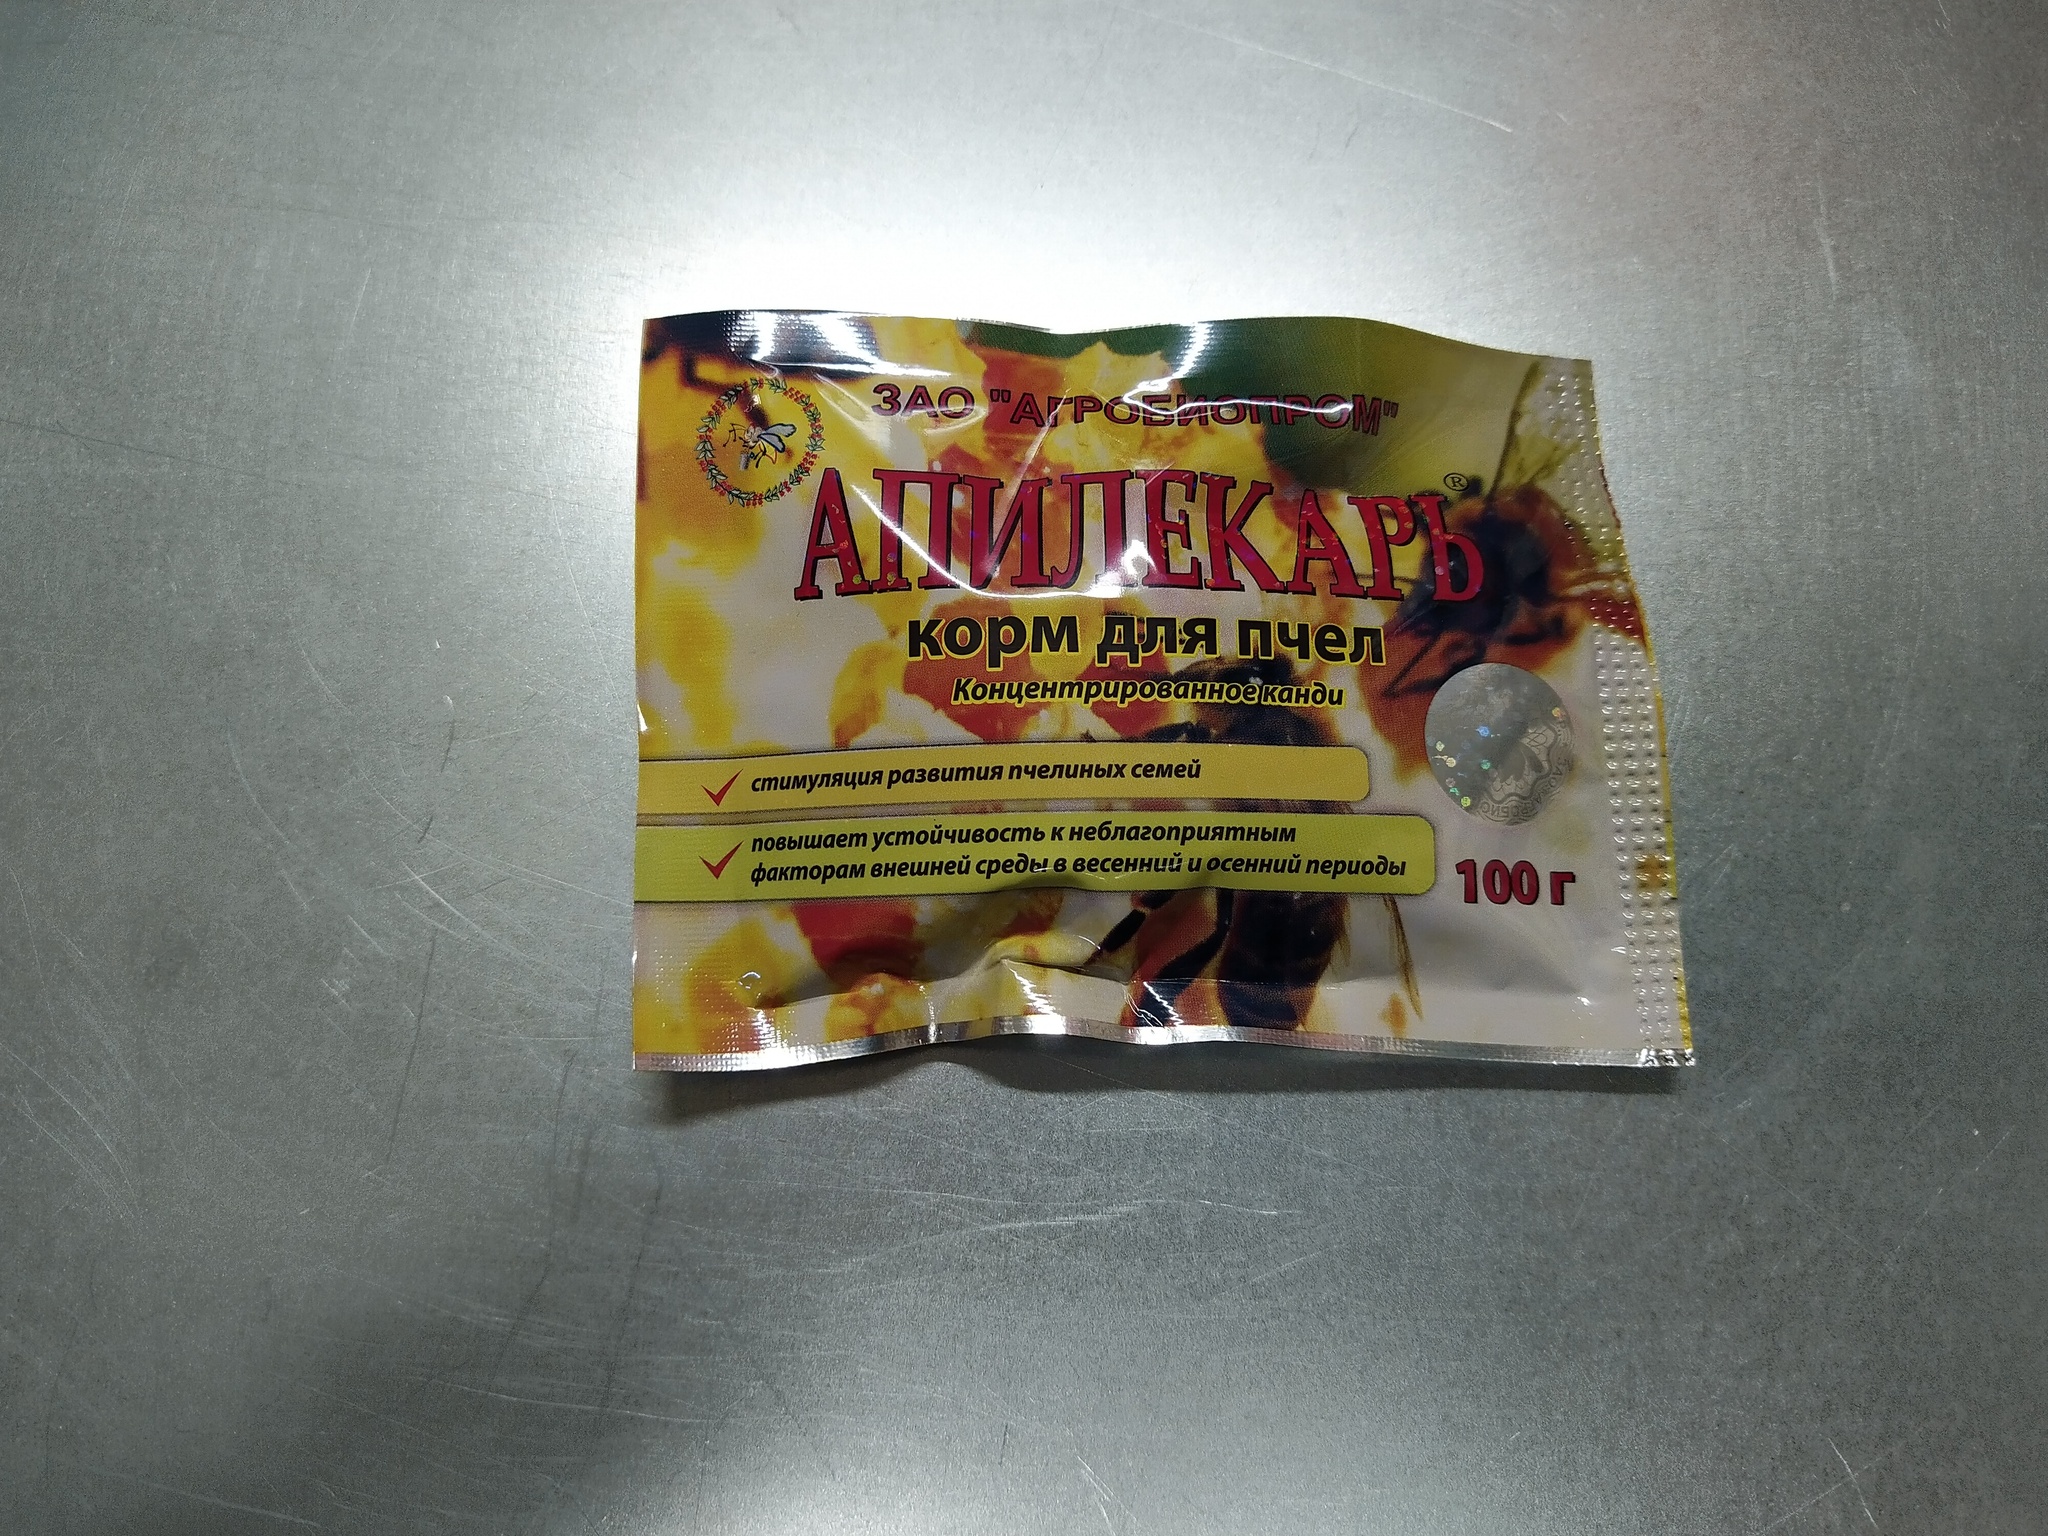 ЗАО "АГРОБИОПРОМ"
АПИЛЕКАРЬ®
корм для пчел
Концентрированное канди
стимуляция развития пчелиных семей
повышает устойчивость к неблагоприятным
факторам внешней среды в весенний и осенний периоды
100 г